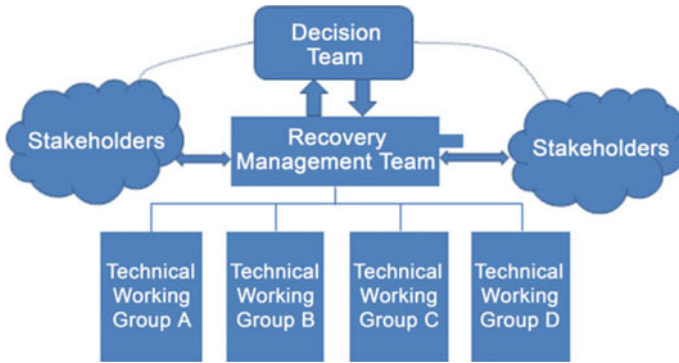 Decision
Team
Stakeholders
Recovery
Management Team
Stakeholders
Technical
Working
Group A
Technical
Working
Group B
Technical
Working
Group C
Technical
Working
Group D